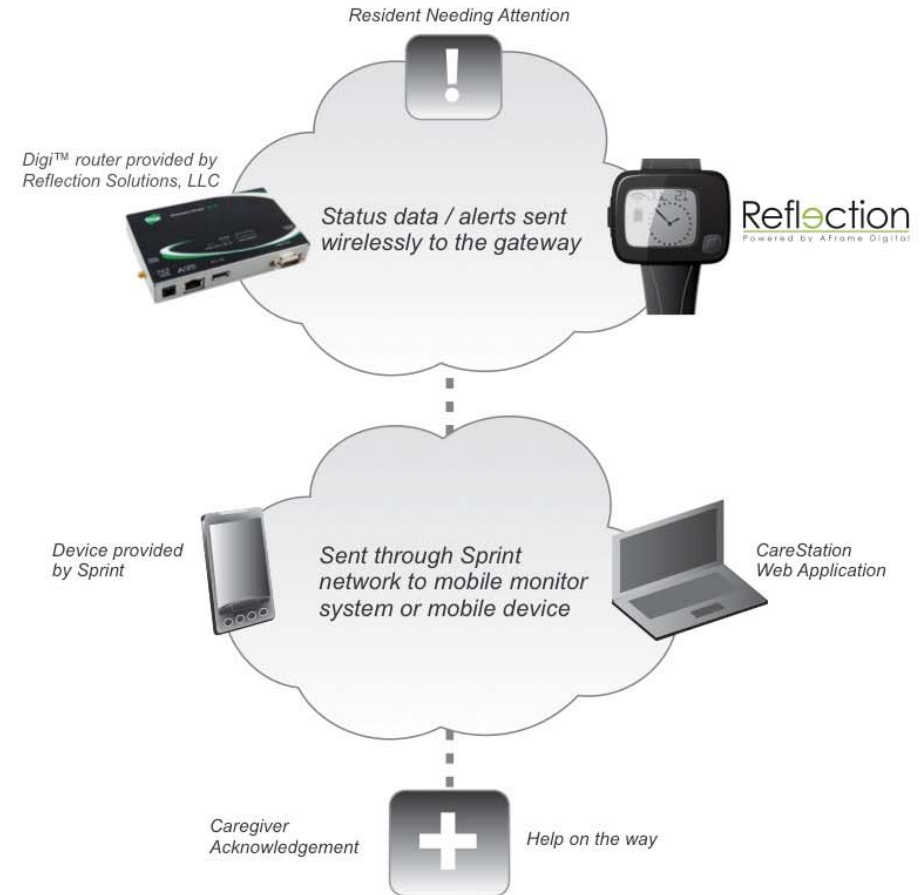 Resident Needing Attention
!
Digi™ router provided by
Reflection Solutions, LLC
Status data / alerts sent
wirelessly to the gateway
Reflection
Powered by AFrame Digital
Device provided
by Sprint
Sent through Sprint
network to mobile monitor
system or mobile device
CareStation
Web Application
Caregiver
Acknowledgement
+
Help on the way